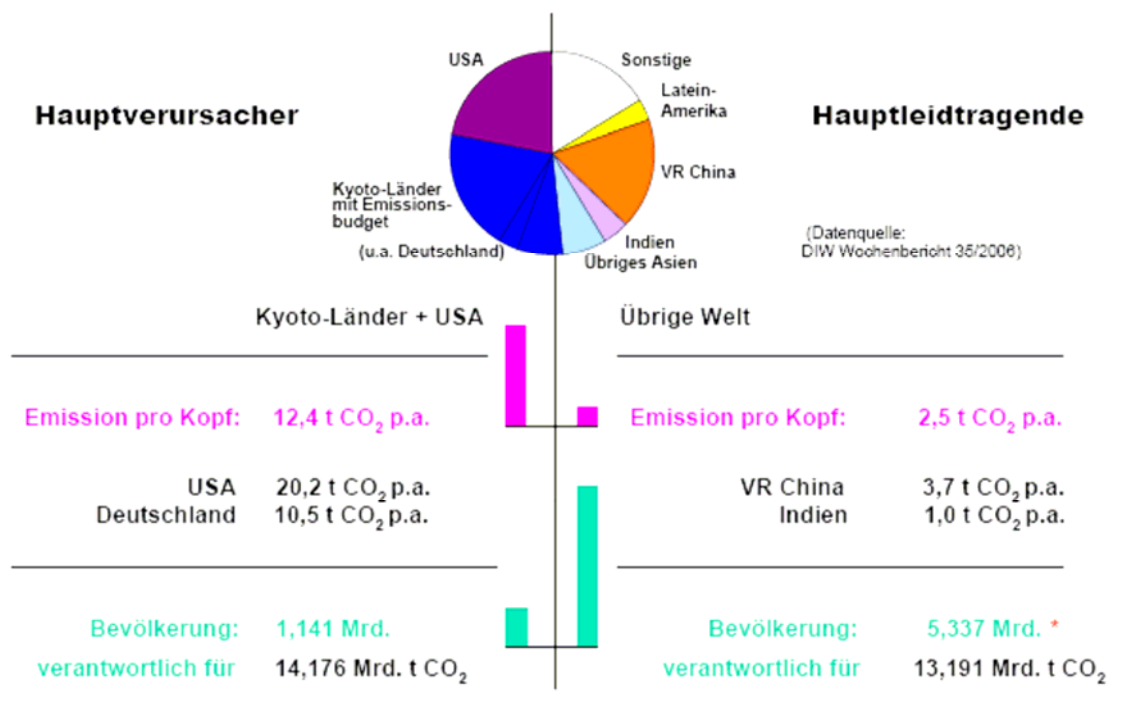 USA
Sonstige
Latein-
Amerika
Hauptverursacher
Hauptleidtragende
VR China
Kyoto-Länder
mit Emissions-
budget
(u.a. Deutschland)
Indien
Übriges Asien
(Datenquelle:
DIW Wochenbericht 35/2006)
Kyoto-Länder + USA
Übrige Welt
Emission pro Kopf: 12,4 t CO₂ p.a.
Emission pro Kopf: 2,5 t CO₂ p.a.
USA 20,2 t CO₂ p.a.
VR China 3,7 t CO₂ p.a.
Deutschland 10,5 t CO₂ p.a.
Indien 1,0 t CO₂ p.a.
Bevölkerung: 1,141 Mrd.
Bevölkerung: 5,337 Mrd. *
verantwortlich für 14,176 Mrd. t CO₂
verantwortlich für 13,191 Mrd. t CO₂